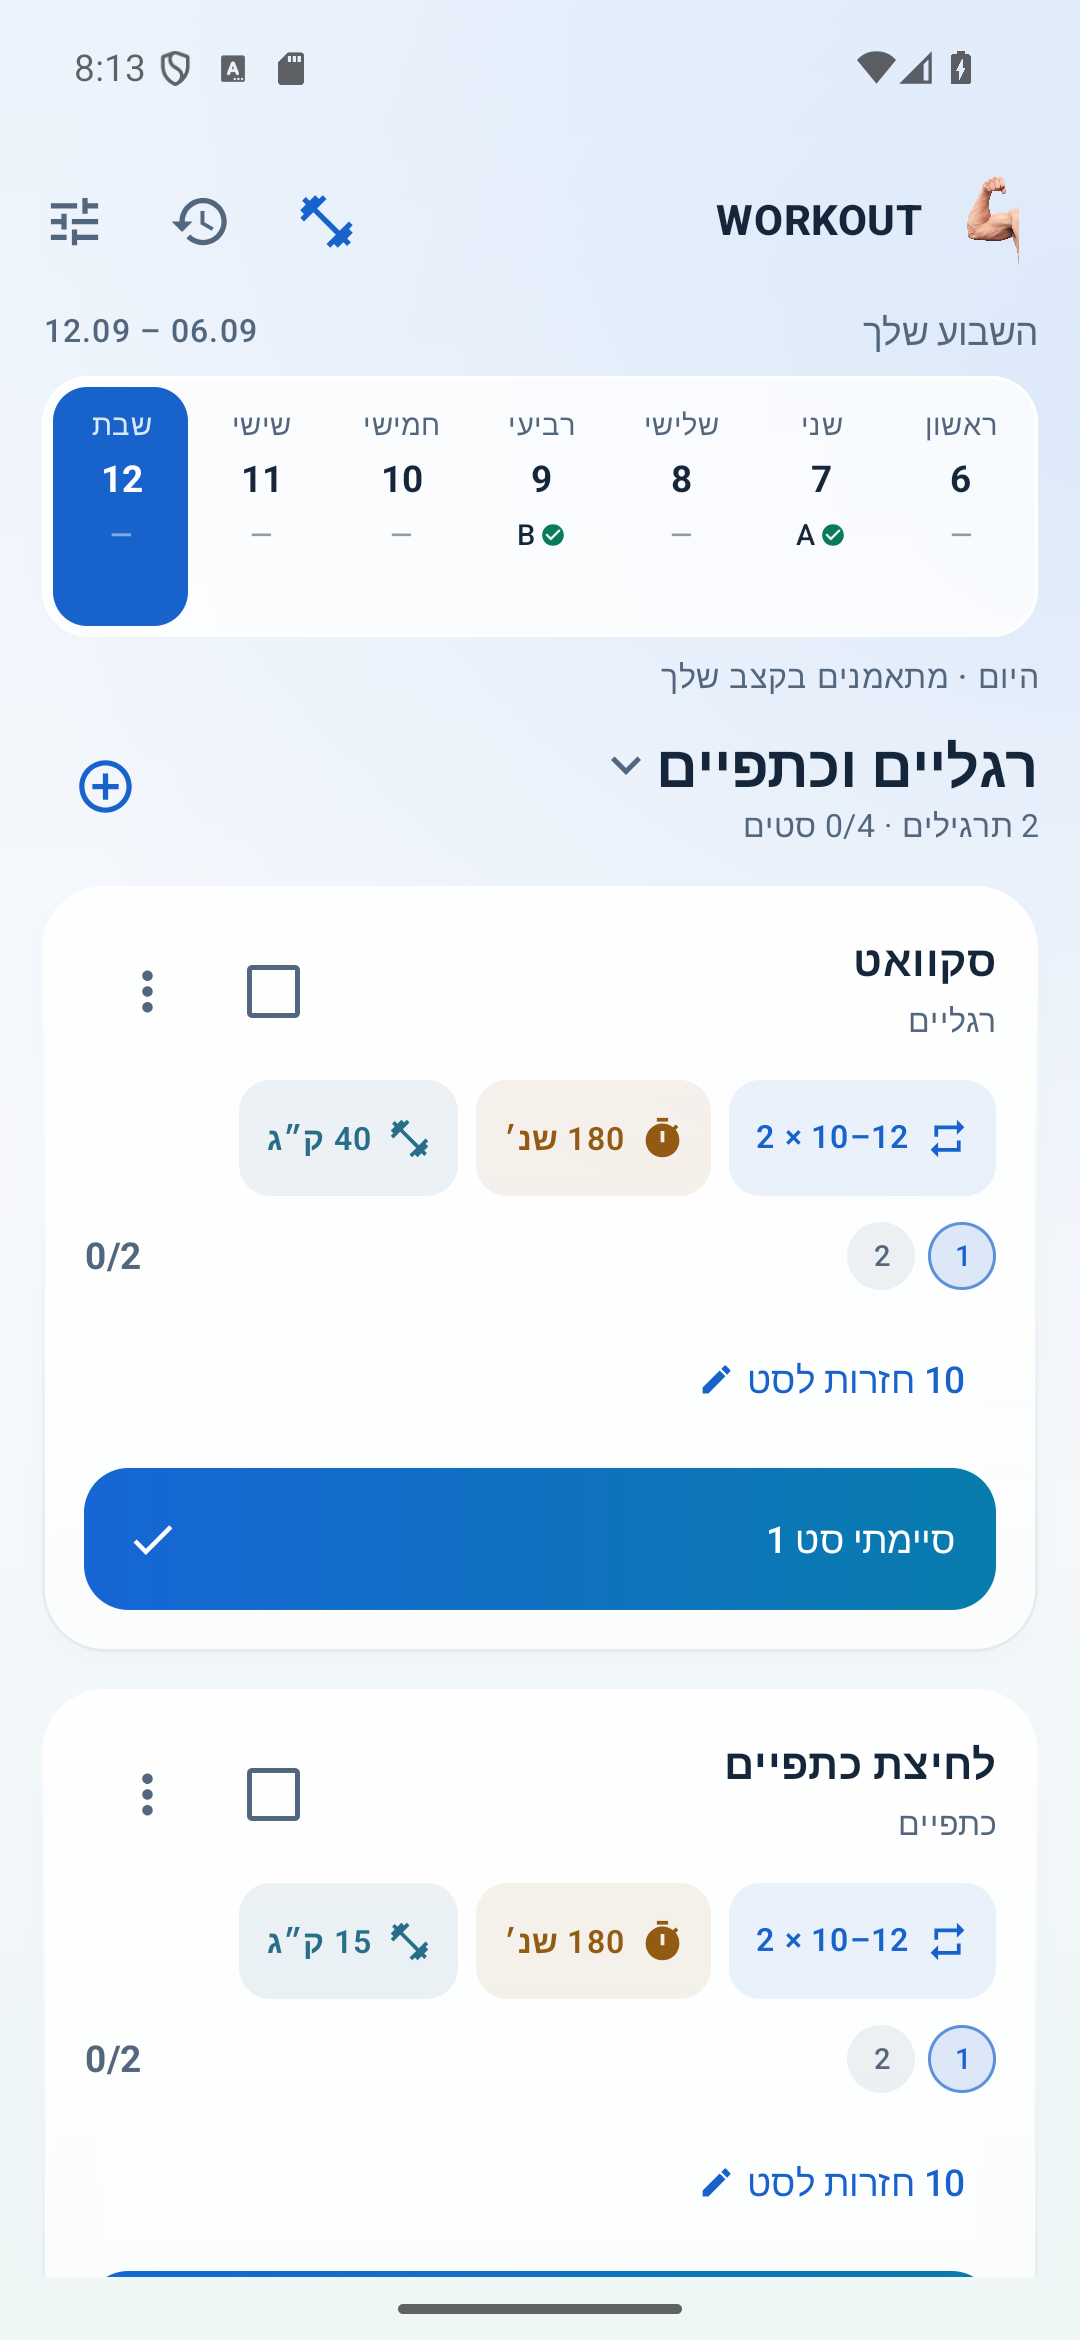 8:13
WORKOUT
השבוע שלך
12.09 – 06.09
ראשון שני שלישי רביעי חמישי שישי שבת
6 7 8 9 10 11 12
– A – B – – –
היום · מתאמנים בקצב שלך
רגליים וכתפיים
2 תרגילים · 0/4 סטים
סקוואט
רגליים
2 × 10–12
180 שנ׳
40 ק״ג
1 2
0/2
10 חזרות לסט
סיימתי סט 1
לחיצת כתפיים
כתפיים
2 × 10–12
180 שנ׳
15 ק״ג
1 2
0/2
10 חזרות לסט